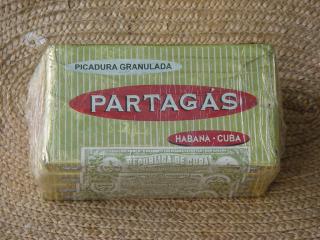 PICADURA GRANULADA
PARTAGÁS
HABANA · CUBA
REPUBLICA DE CUBA